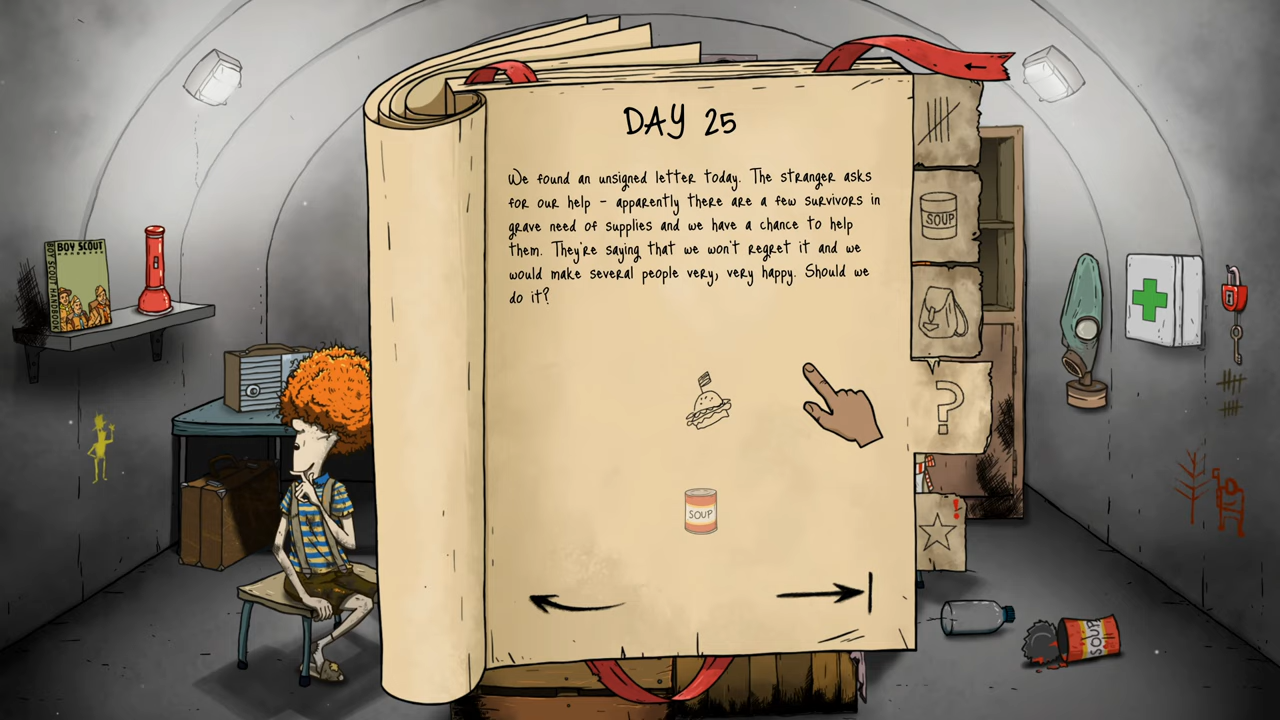 DAY 25
We found an unsigned letter today. The stranger asks
for our help - apparently there are a few survivors in
grave need of supplies and we have a chance to help
them. They're saying that we won't regret it and we
would make several people very, very happy. Should we
do it?
SOUP
SOUP
?
!
BOY SCOUT
HANDBOOK
BOY SCOUT HANDBOOK
SOUP